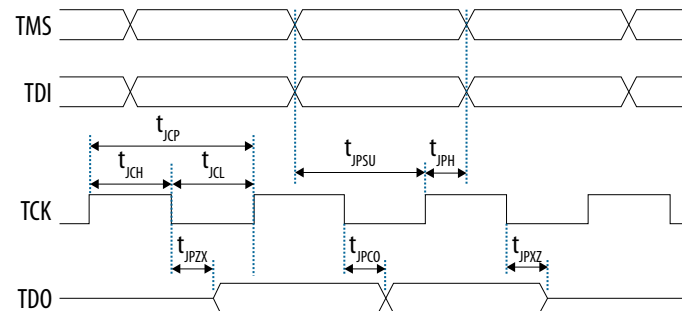 TMS
TDI
tJCP
tJCH tJCL tJPSU tJPH
TCK
tJPZX tJPCO tJPXZ
TDO